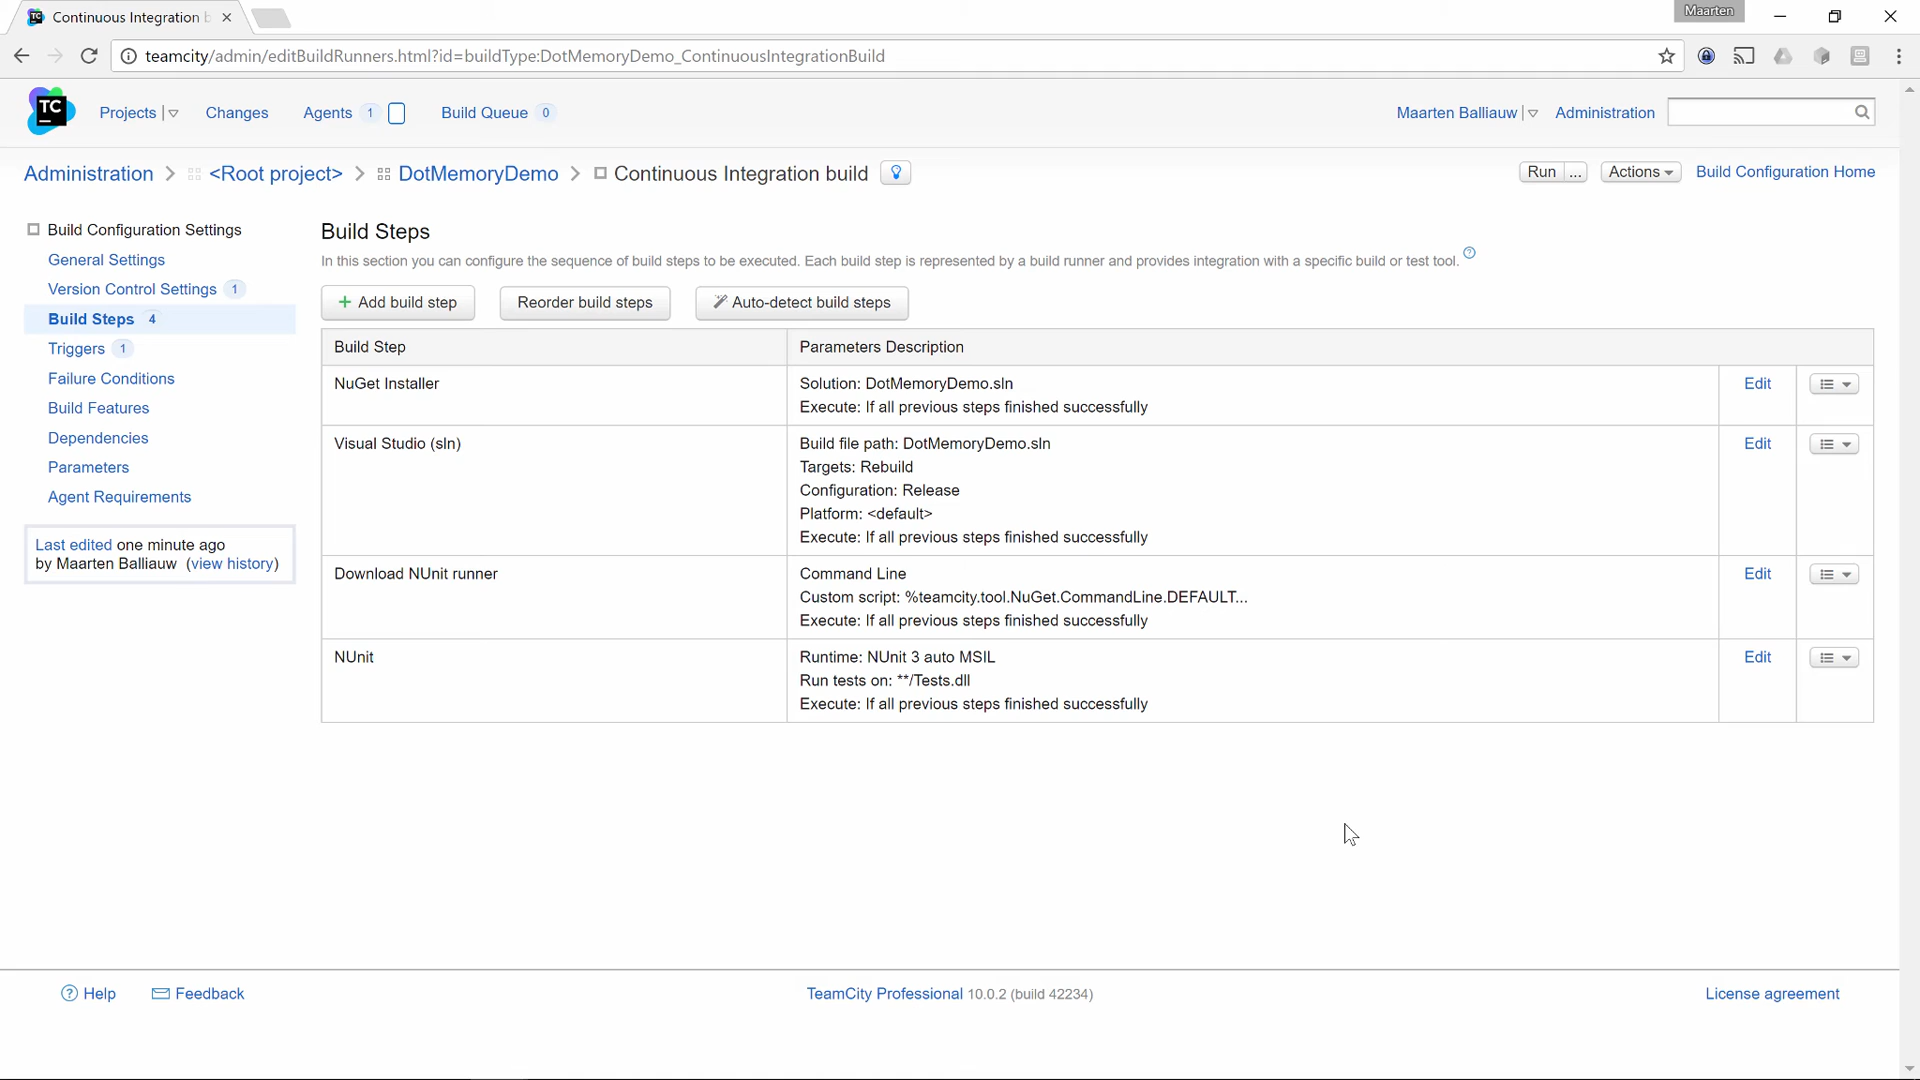 Continuous Integration b
Maarten
teamcity/admin/editBuildRunners.html?id=buildType:DotMemoryDemo_ContinuousIntegrationBuild
TC
Projects
Changes
Agents 1
Build Queue 0
Maarten Balliauw
Administration
Administration
<Root project>
DotMemoryDemo
Continuous Integration build
Run ...
Actions
Build Configuration Home
Build Configuration Settings
General Settings
Version Control Settings 1
Build Steps 4
Triggers 1
Failure Conditions
Build Features
Dependencies
Parameters
Agent Requirements
Last edited one minute ago
by Maarten Balliauw (view history)
Build Steps
In this section you can configure the sequence of build steps to be executed. Each build step is represented by a build runner and provides integration with a specific build or test tool. ?
+ Add build step
Reorder build steps
Auto-detect build steps
Build Step
Parameters Description
NuGet Installer
Solution: DotMemoryDemo.sln
Execute: If all previous steps finished successfully
Edit
Visual Studio (sln)
Build file path: DotMemoryDemo.sln
Targets: Rebuild
Configuration: Release
Platform: <default>
Execute: If all previous steps finished successfully
Edit
Download NUnit runner
Command Line
Custom script: %teamcity.tool.NuGet.CommandLine.DEFAULT...
Execute: If all previous steps finished successfully
Edit
NUnit
Runtime: NUnit 3 auto MSIL
Run tests on: **/Tests.dll
Execute: If all previous steps finished successfully
Edit
? Help
Feedback
TeamCity Professional 10.0.2 (build 42234)
License agreement